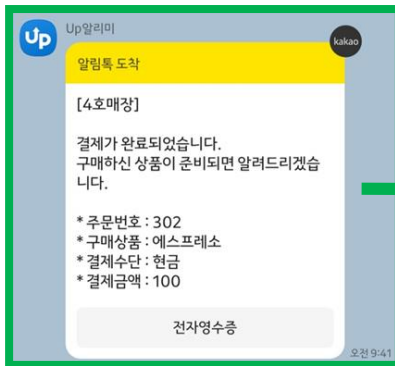 Up
Up알리미
kakao
알림톡 도착
[4호매장]
결제가 완료되었습니다.
구매하신 상품이 준비되면 알려드리겠습
니다.
* 주문번호 : 302
* 구매상품 : 에스프레소
* 결제수단 : 현금
* 결제금액 : 100
전자영수증
오전 9:41